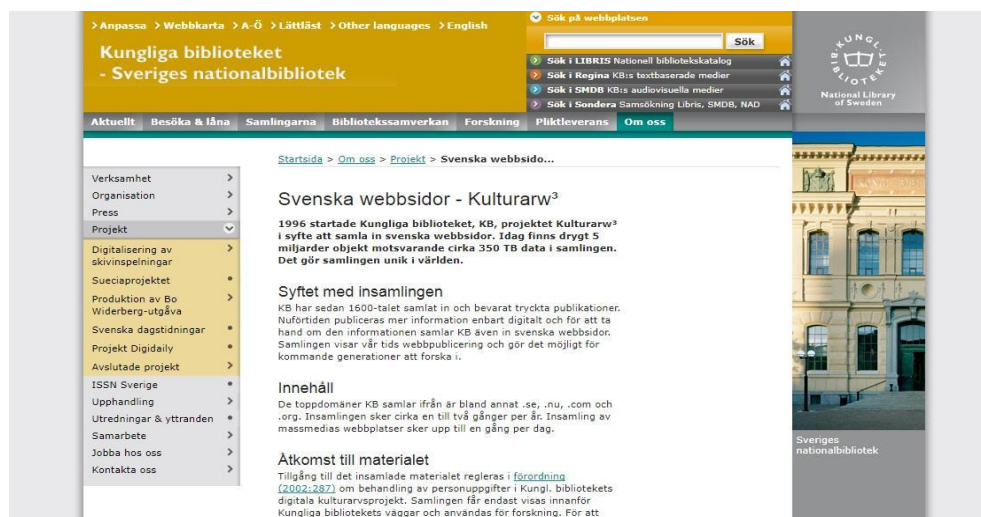 Anpassa Webbkarta A-Ö Lättläst Other languages English
Kungliga biblioteket
- Sveriges nationalbibliotek
Sök på webbplatsen
Sök
Sök i LIBRIS Nationell bibliotekskatalog
Sök i Regina KB:s textbaserade medier
Sök i SMDB KB:s audiovisuella medier
Sök i Sondera Samsökning Libris, SMDB, NAD
KUNGL.
BIBLIOTEKET
National Library
of Sweden
Aktuellt Besöka & låna Samlingarna Bibliotekssamverkan Forskning Pliktleverans Om oss
Verksamhet
Organisation
Press
Projekt
Digitalisering av
skivinspelningar
Sueciaprojektet
Produktion av Bo
Widerberg-utgåva
Svenska dagstidningar
Projekt Digidaily
Avslutade projekt
ISSN Sverige
Upphandling
Utredningar & yttranden
Samarbete
Jobba hos oss
Kontakta oss
Startsida > Om oss > Projekt > Svenska webbsido...
Svenska webbsidor - Kulturarw³
1996 startade Kungliga biblioteket, KB, projektet Kulturarw³
i syfte att samla in svenska webbsidor. Idag finns drygt 5
miljarder objekt motsvarande cirka 350 TB data i samlingen.
Det gör samlingen unik i världen.
Syftet med insamlingen
KB har sedan 1600-talet samlat in och bevarat tryckta publikationer.
Nuförtiden publiceras mer information enbart digitalt och för att ta
hand om den informationen samlar KB även in svenska webbsidor.
Samlingen visar vår tids webbpublicering och gör det möjligt för
kommande generationer att forska i.
Innehåll
De toppdomäner KB samlar ifrån är bland annat .se, .nu, .com och
.org. Insamlingen sker cirka en till två gånger per år. Insamling av
massmedias webbplatser sker upp till en gång per dag.
Åtkomst till materialet
Tillgång till det insamlade materialet regleras i förordning
(2002:287) om behandling av personuppgifter i Kungl. bibliotekets
digitala kulturarvsprojekt. Samlingen får endast visas innanför
Kungliga bibliotekets väggar och användas för forskning. För att
Sveriges
nationalbibliotek